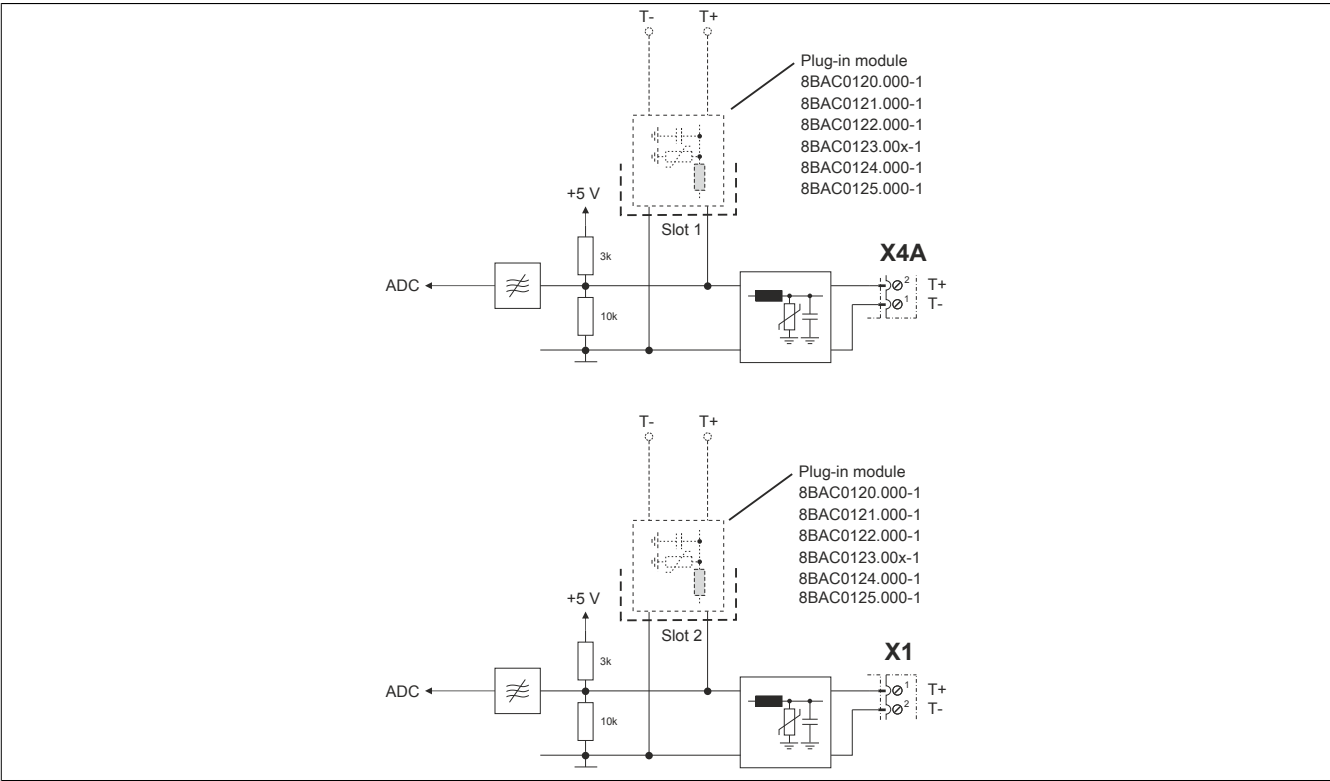 T- T+
Plug-in module
8BAC0120.000-1
8BAC0121.000-1
8BAC0122.000-1
8BAC0123.00x-1
8BAC0124.000-1
8BAC0125.000-1
+5 V
Slot 1
3k
X4A
ADC
2 T+
1 T-
10k
T- T+
Plug-in module
8BAC0120.000-1
8BAC0121.000-1
8BAC0122.000-1
8BAC0123.00x-1
8BAC0124.000-1
8BAC0125.000-1
+5 V
Slot 2
3k
X1
ADC
1 T+
2 T-
10k